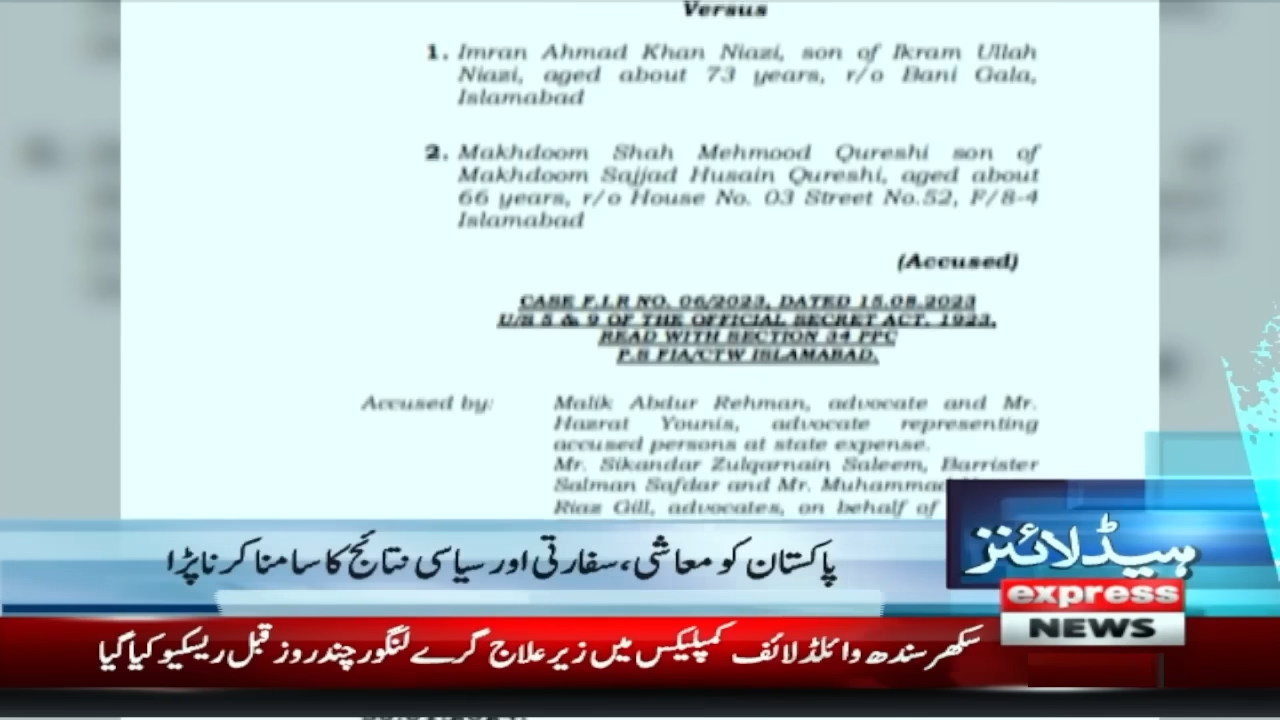 Versus
1. Imran Ahmad Khan Niazi, son of Ikram Ullah
Niazi, aged about 73 years, r/o Bani Gala,
Islamabad
2. Makhdoom Shah Mehmood Qureshi son of
Makhdoom Sajjad Husain Qureshi, aged about
66 years, r/o House No. 03 Street No.52, F/8-4
Islamabad
(Accused)
CASE F.I.R NO. 06/2023, DATED 15.08.2023
U/S 5 & 9 OF THE OFFICIAL SECRET ACT, 1923,
READ WITH SECTION 34 PPC
P.S FIA/CTW ISLAMABAD.
Accused by: Malik Abdur Rehman, advocate and Mr.
Hazrat Younis, advocate representing
accused persons at state expense.
Mr. Sikandar Zulqarnain Saleem, Barrister
Salman Safdar and Mr. Muhammad
Riaz Gill, advocates, on behalf of
ہیڈلائنز
پاکستان کو معاشی، سفارتی اور سیاسی نتائج کا سامنا کرنا پڑا
express
NEWS
سکھر سندھ وائلڈ لائف کمپلیکس میں زیر علاج گرے لنگور چند روز قبل ریسکیو کیا گیا